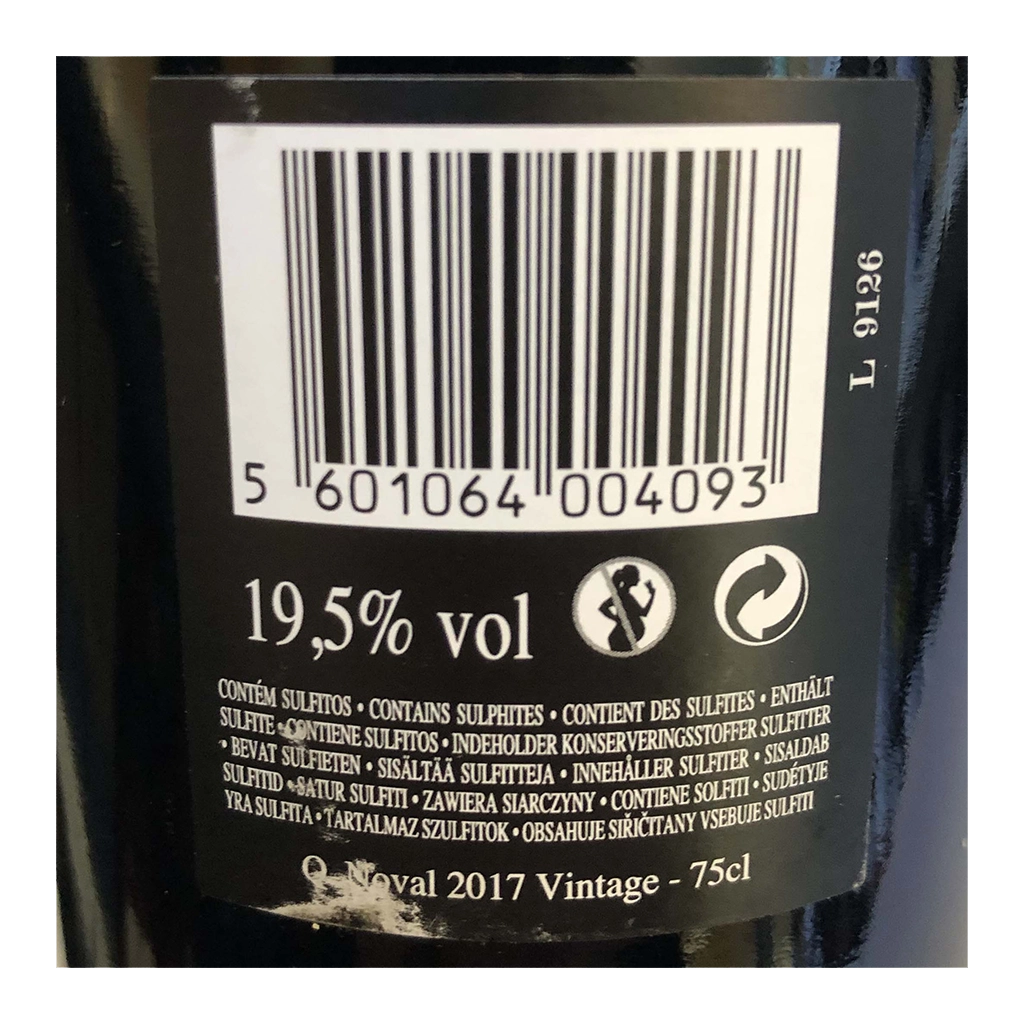 5 601064 004093
L 9126
19,5% vol
CONTÉM SULFITOS • CONTAINS SULPHITES • CONTIENT DES SULFITES • ENTHÄLT
SULFITE • CONTIENE SULFITOS • INDEHOLDER KONSERVERINGSSTOFFER SULFITTER
• BEVAT SULFIETEN • SISÄLTÄÄ SULFITTEJA • INNEHÅLLER SULFITER • SISALDAB
SULFITID • SATUR SULFITI • ZAWIERA SIARCZYNY • CONTIENE SOLFITI • SUDÉTYJE
YRA SULFITA • TARTALMAZ SZULFITOK • OBSAHUJE SIŘIČITANY VSEBUJE SULFITI
Q. Noval 2017 Vintage - 75cl